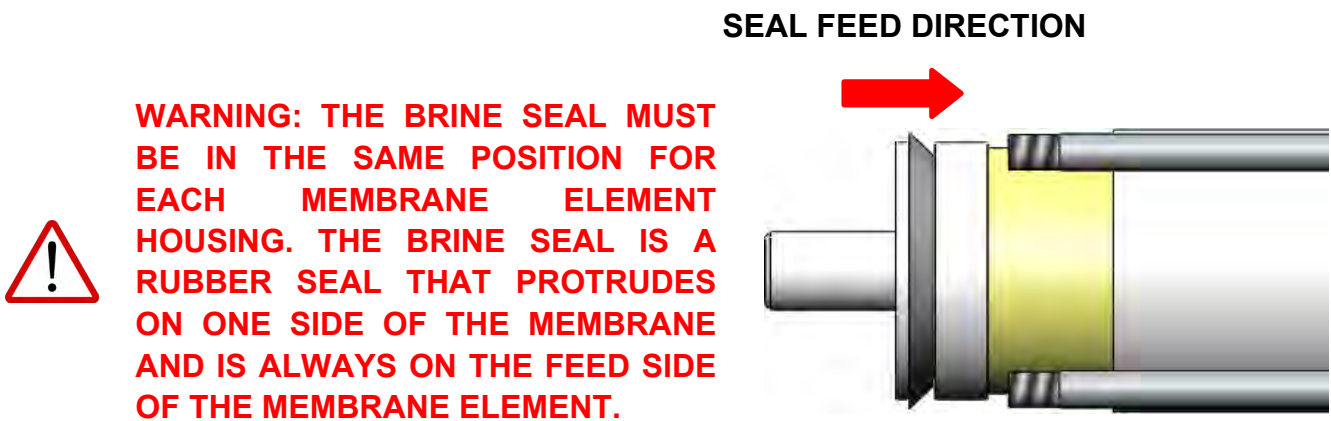 SEAL FEED DIRECTION
WARNING: THE BRINE SEAL MUST
BE IN THE SAME POSITION FOR
EACH MEMBRANE ELEMENT
HOUSING. THE BRINE SEAL IS A
RUBBER SEAL THAT PROTRUDES
ON ONE SIDE OF THE MEMBRANE
AND IS ALWAYS ON THE FEED SIDE
OF THE MEMBRANE ELEMENT.